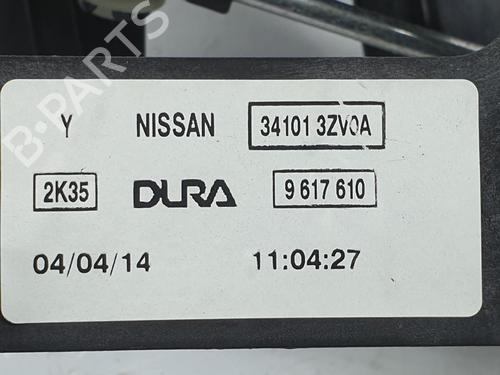 B-PARTS
Y NISSAN 34101 3ZV0A
2K35 DURA 9 617 610
04/04/14 11:04:27